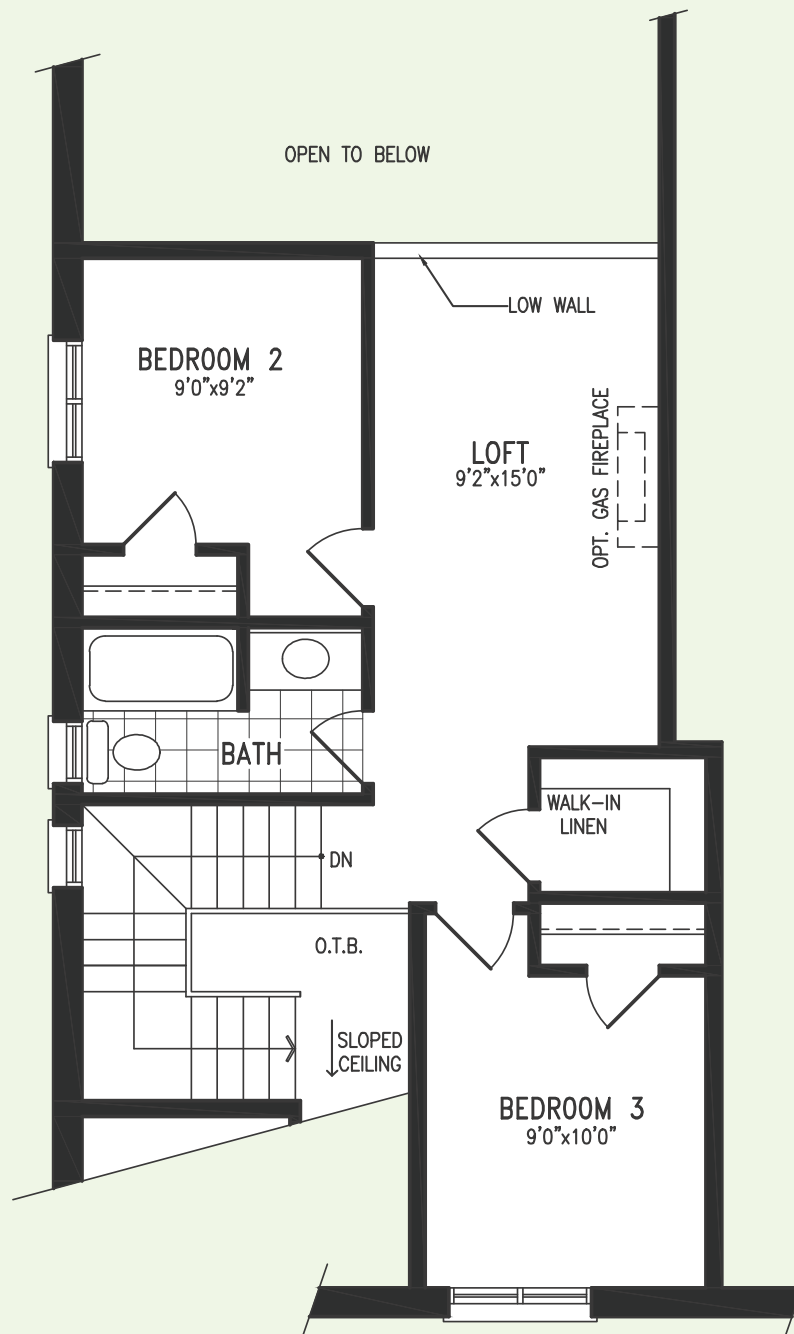 OPEN TO BELOW
LOW WALL
BEDROOM 2
9'0"x9'2"
LOFT
9'2"x15'0"
OPT. GAS FIREPLACE
BATH
WALK-IN
LINEN
DN
O.T.B.
SLOPED
CEILING
BEDROOM 3
9'0"x10'0"